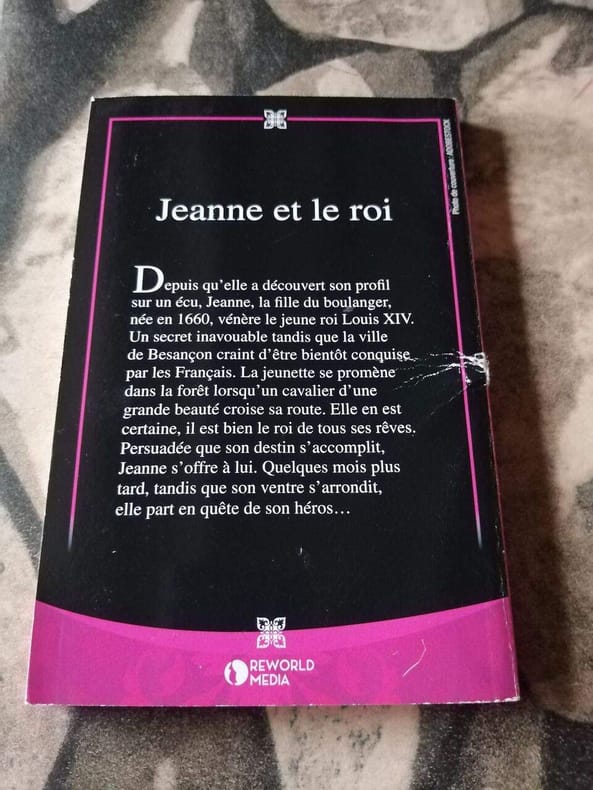 Photo de couverture : ADOBESTOCK
Jeanne et le roi
Depuis qu’elle a découvert son profil
sur un écu, Jeanne, la fille du boulanger,
née en 1660, vénère le jeune roi Louis XIV.
Un secret inavouable tandis que la ville
de Besançon craint d’être bientôt conquise
par les Français. La jeunette se promène
dans la forêt lorsqu’un cavalier d’une
grande beauté croise sa route. Elle en est
certaine, il est bien le roi de tous ses rêves.
Persuadée que son destin s’accomplit,
Jeanne s’offre à lui. Quelques mois plus
tard, tandis que son ventre s’arrondit,
elle part en quête de son héros…
REWORLD
MEDIA